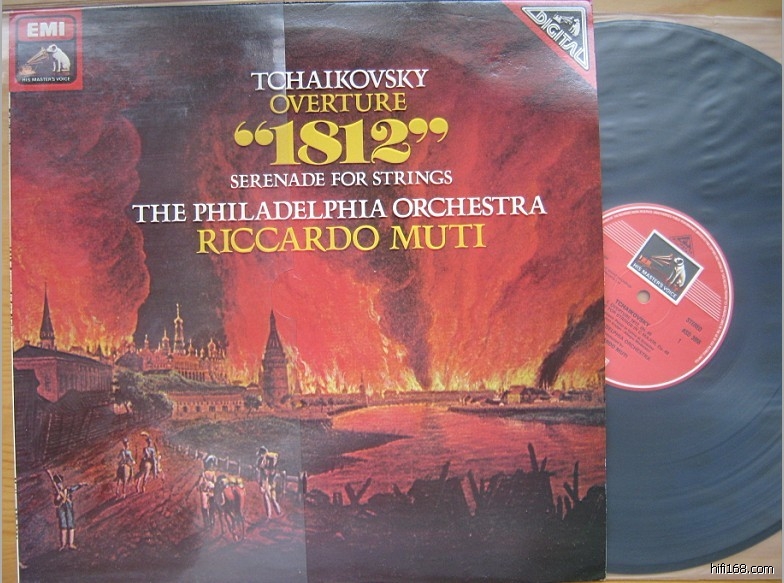 EMI
HIS MASTER'S VOICE
DIGITAL
TCHAIKOVSKY
OVERTURE
“1812”
SERENADE FOR STRINGS
THE PHILADELPHIA ORCHESTRA
RICCARDO MUTI
HIS MASTER'S VOICE
TCHAIKOVSKY
STEREO
hifi168.com